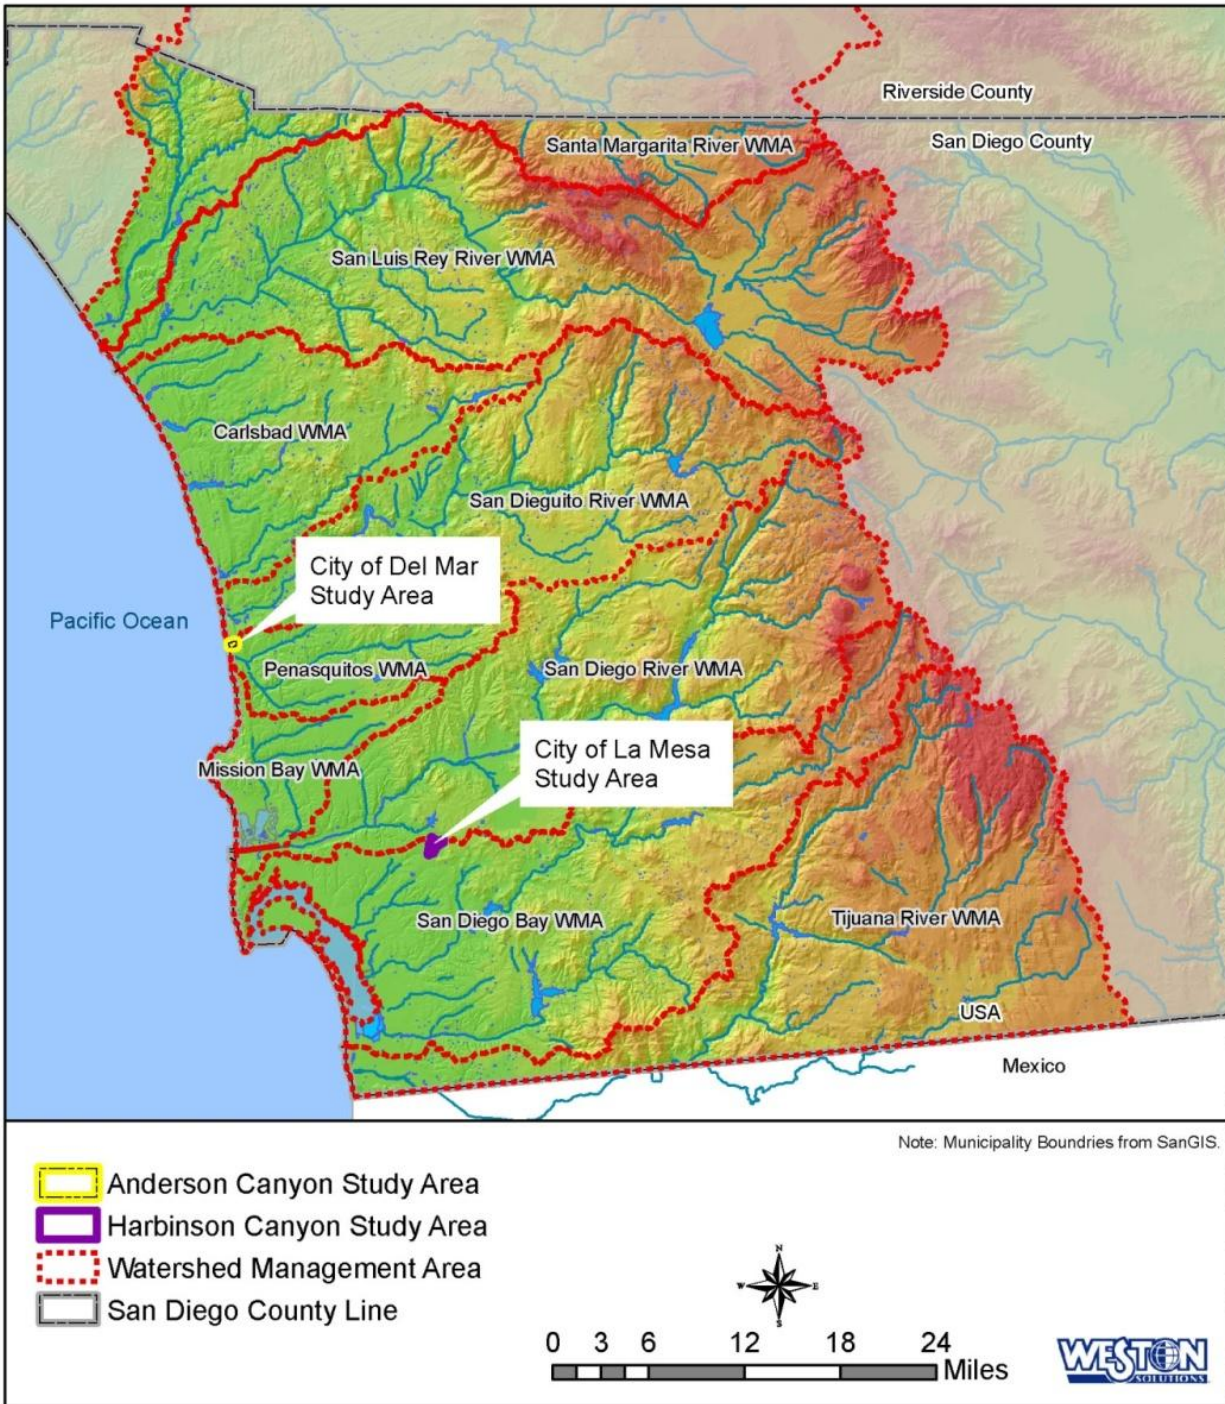 Riverside County
San Diego County
Santa Margarita River WMA
San Luis Rey River WMA
Carlsbad WMA
San Dieguito River WMA
City of Del Mar
Study Area
Pacific Ocean
Penasquitos WMA
San Diego River WMA
City of La Mesa
Study Area
Mission Bay WMA
San Diego Bay WMA
Tijuana River WMA
USA
Mexico
Note: Municipality Boundries from SanGIS.
Anderson Canyon Study Area
Harbinson Canyon Study Area
Watershed Management Area
San Diego County Line
N
W E
S
0 3 6 12 18 24
Miles
WESTON
SOLUTIONS